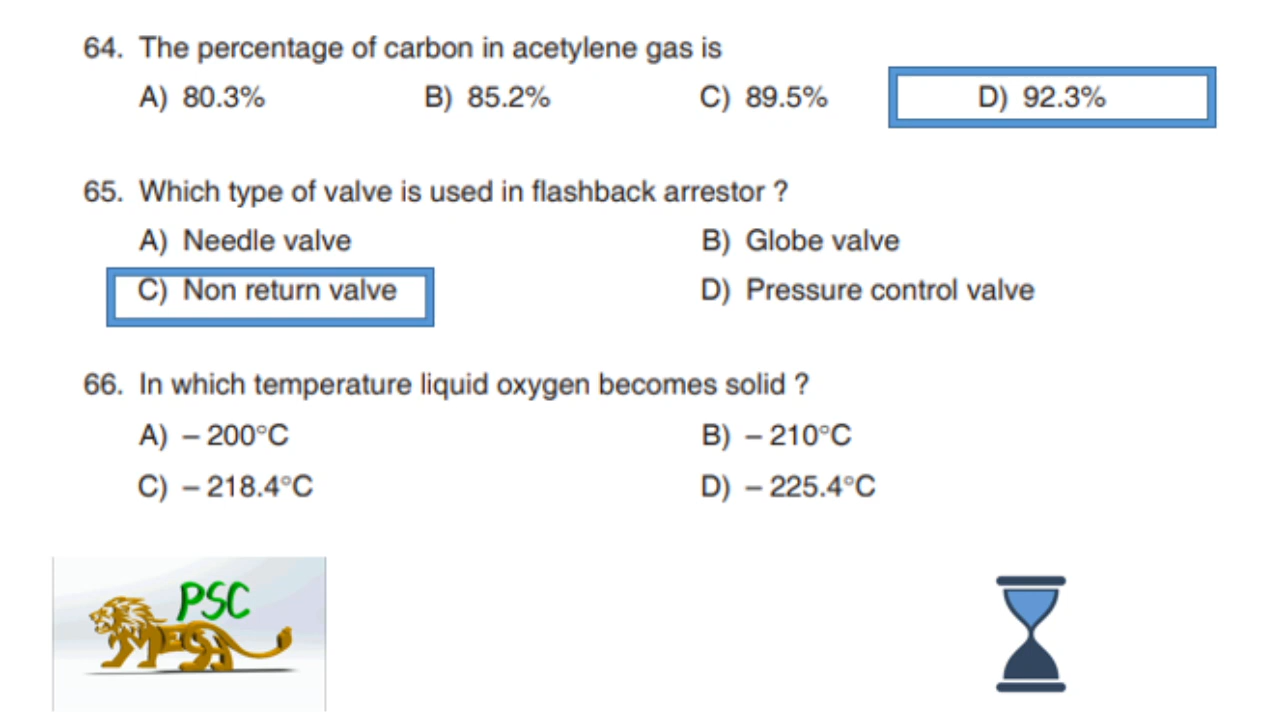 64. The percentage of carbon in acetylene gas is
A) 80.3% B) 85.2% C) 89.5% D) 92.3%
65. Which type of valve is used in flashback arrestor ?
A) Needle valve B) Globe valve
C) Non return valve D) Pressure control valve
66. In which temperature liquid oxygen becomes solid ?
A) – 200°C B) – 210°C
C) – 218.4°C D) – 225.4°C
PSC